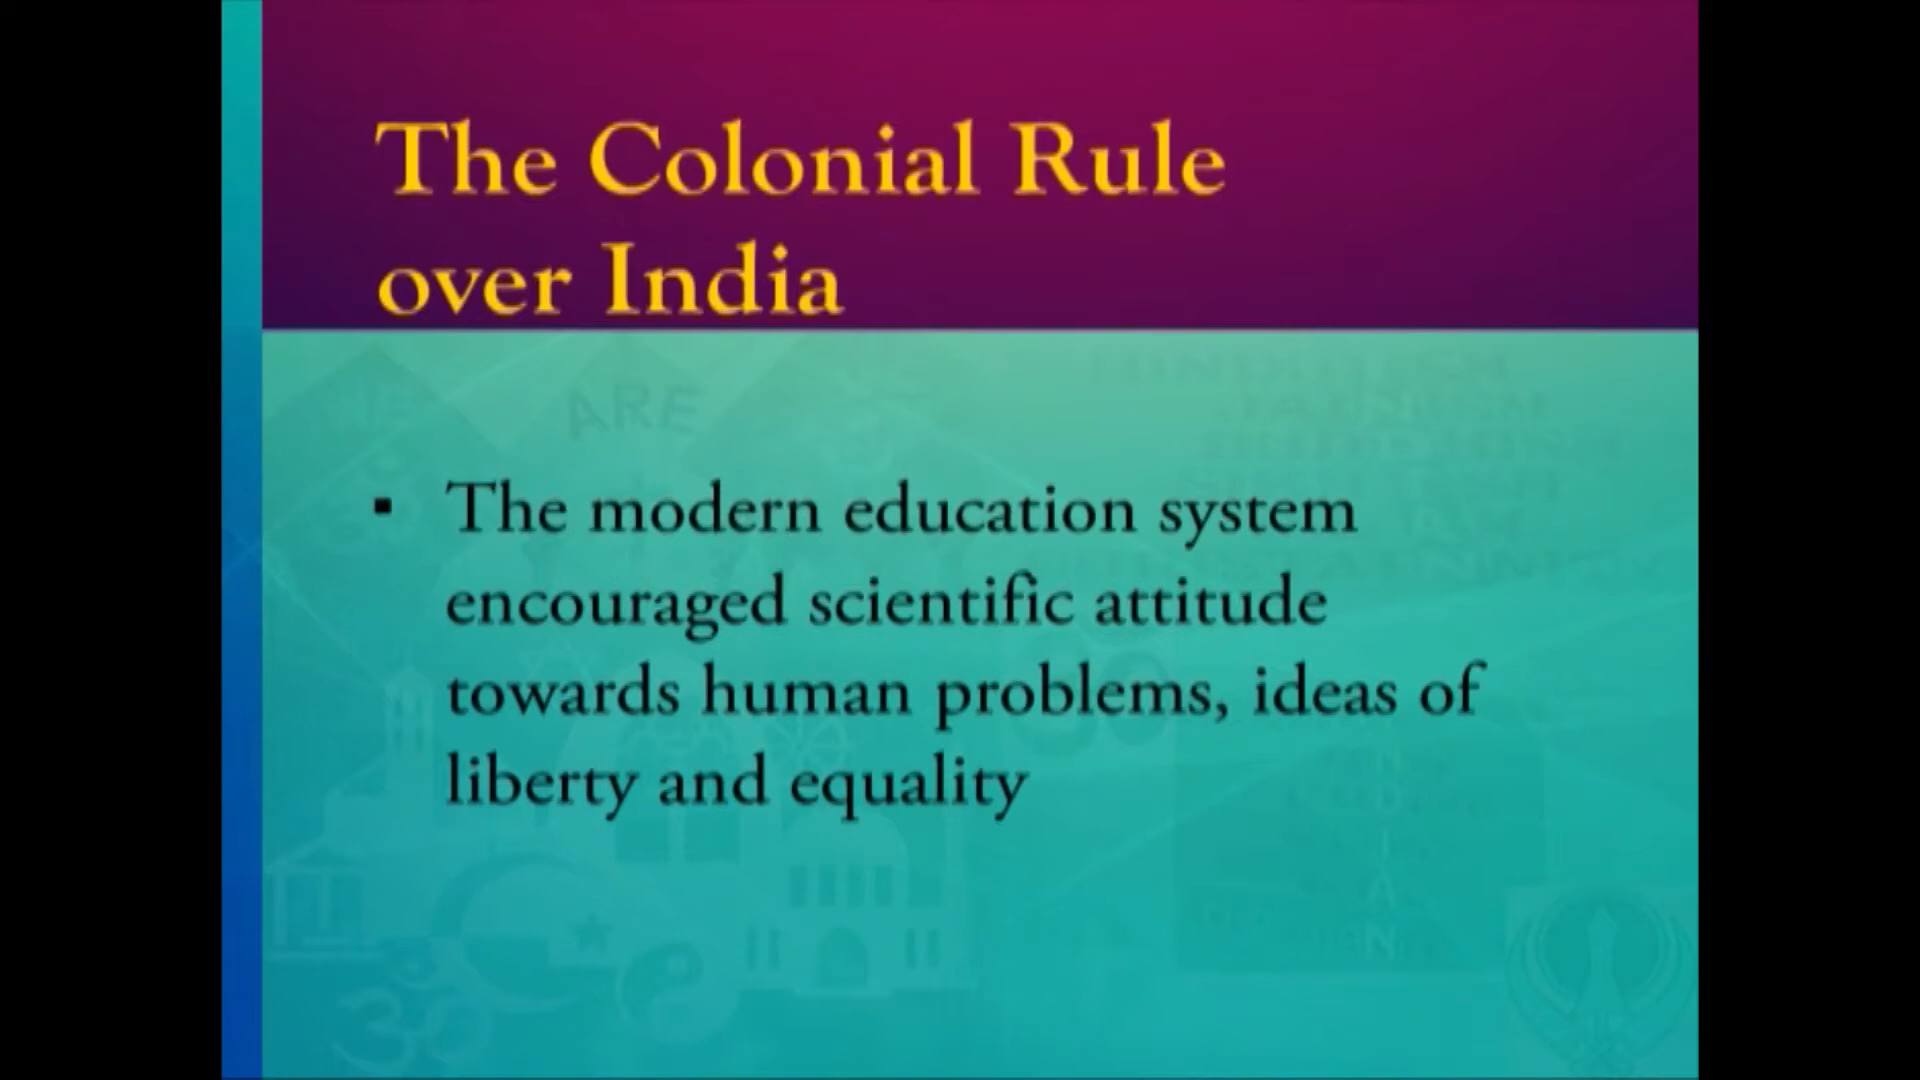 The Colonial Rule
over India
ARE
▪ The modern education system
encouraged scientific attitude
towards human problems, ideas of
liberty and equality